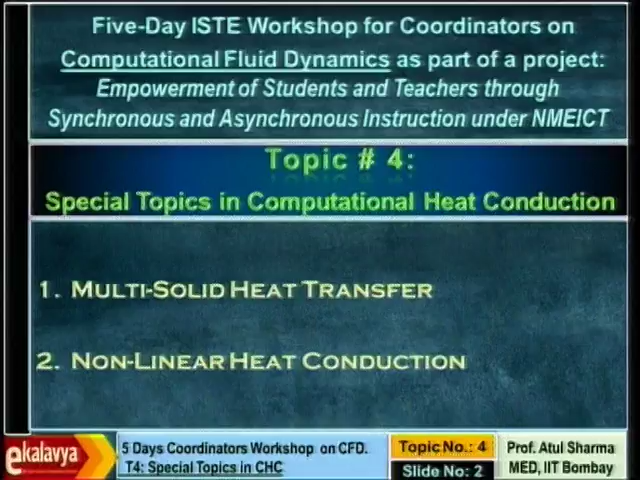 Five-Day ISTE Workshop for Coordinators on
Computational Fluid Dynamics as part of a project:
Empowerment of Students and Teachers through
Synchronous and Asynchronous Instruction under NMEICT
Topic # 4:
Special Topics in Computational Heat Conduction
1. MULTI-SOLID HEAT TRANSFER
2. NON-LINEAR HEAT CONDUCTION
ekalavya
5 Days Coordinators Workshop on CFD.
T4: Special Topics in CHC
Topic No.: 4
Slide No: 2
Prof. Atul Sharma
MED, IIT Bombay